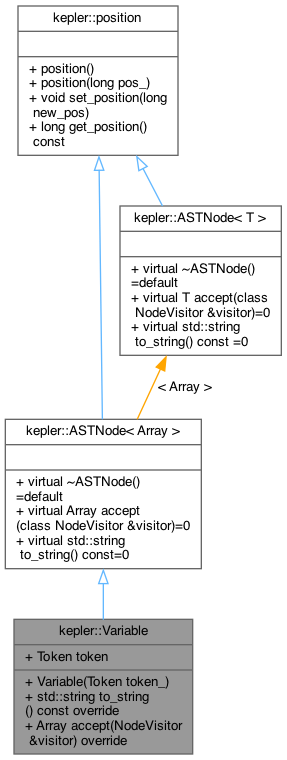 kepler::position
+ position()
+ position(long pos_)
+ void set_position(long
new_pos)
+ long get_position()
const
kepler::ASTNode< T >
+ virtual ~ASTNode()
=default
+ virtual T accept(class
NodeVisitor &visitor)=0
+ virtual std::string
to_string() const =0
< Array >
kepler::ASTNode< Array >
+ virtual ~ASTNode()
=default
+ virtual Array accept
(class NodeVisitor &visitor)=0
+ virtual std::string
to_string() const=0
kepler::Variable
+ Token token
+ Variable(Token token_)
+ std::string to_string
() const override
+ Array accept(NodeVisitor
&visitor) override